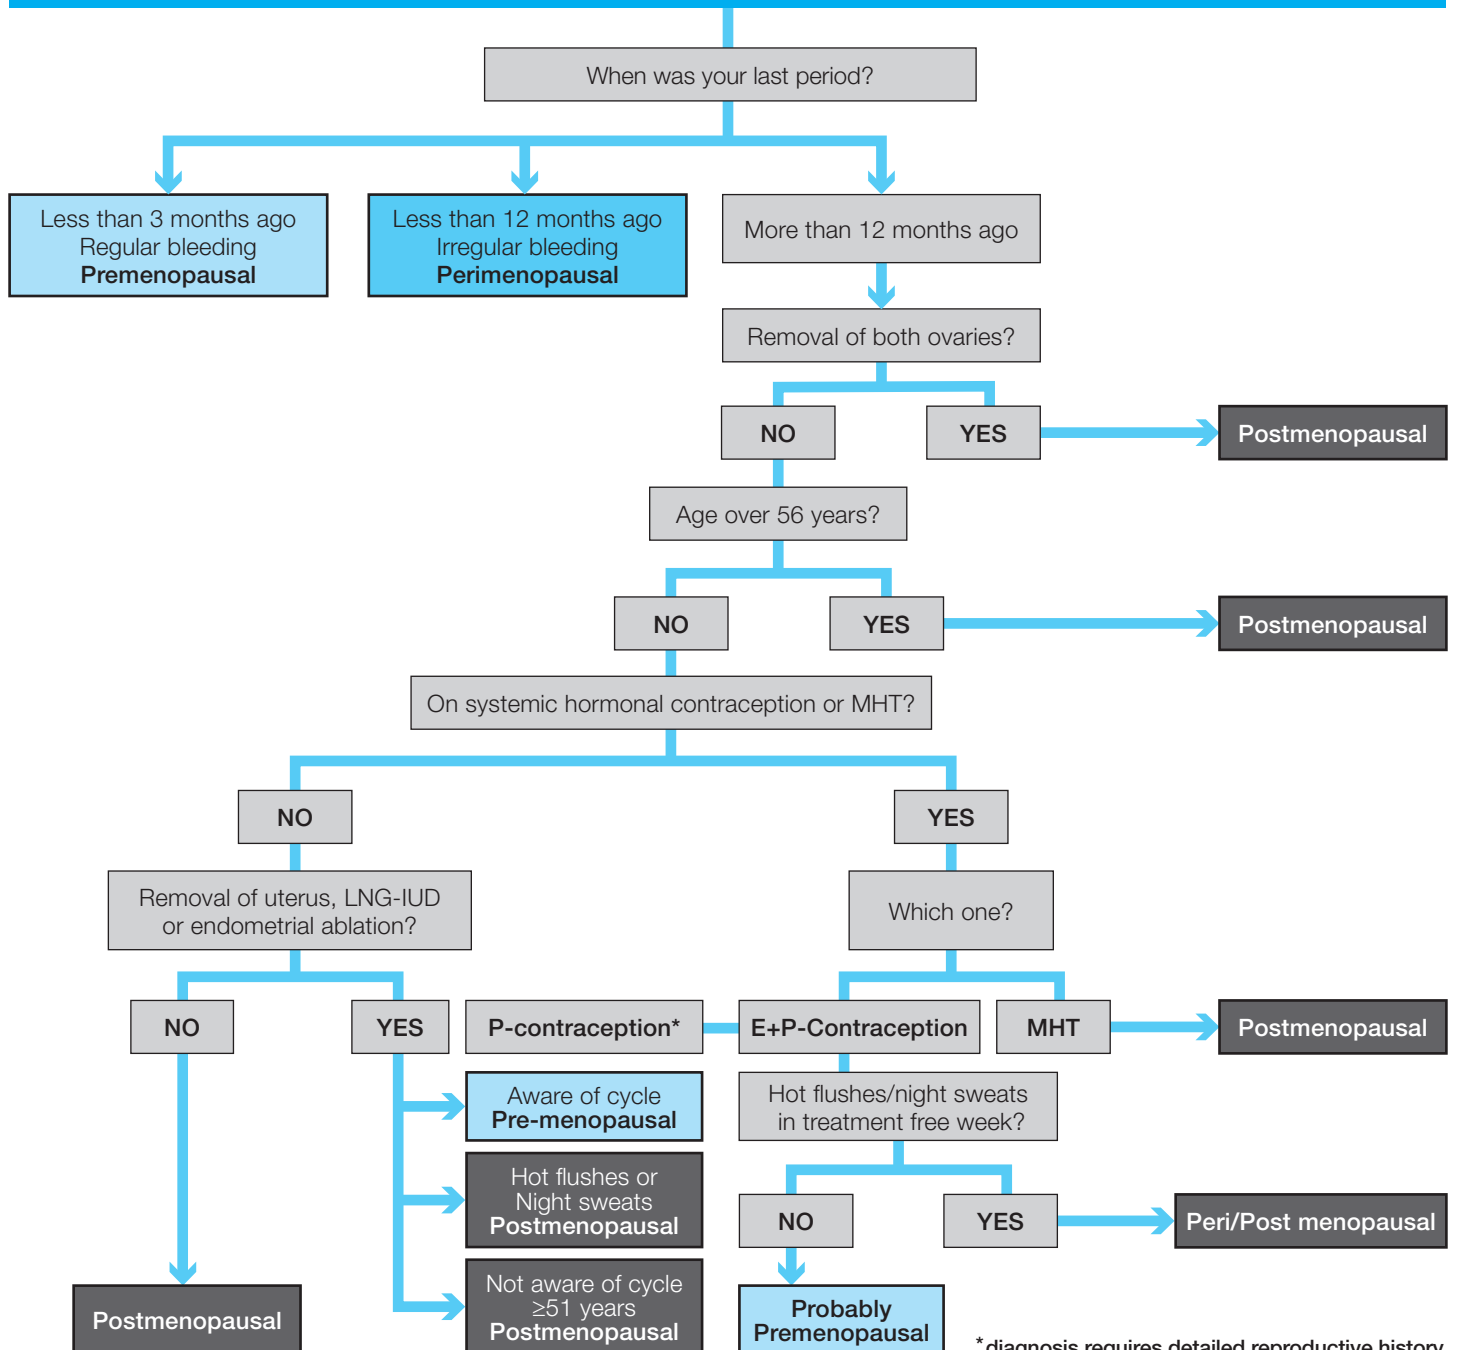 When was your last period?
Less than 3 months ago
Regular bleeding
Premenopausal
Less than 12 months ago
Irregular bleeding
Perimenopausal
More than 12 months ago
Removal of both ovaries?
NO
YES
Postmenopausal
Age over 56 years?
NO
YES
Postmenopausal
On systemic hormonal contraception or MHT?
NO
YES
Removal of uterus, LNG-IUD
or endometrial ablation?
Which one?
NO
YES
P-contraception*
E+P-Contraception
MHT
Postmenopausal
Aware of cycle
Pre-menopausal
Hot flushes/night sweats
in treatment free week?
Hot flushes or
Night sweats
Postmenopausal
NO
YES
Peri/Post menopausal
Not aware of cycle
≥51 years
Postmenopausal
Postmenopausal
Probably
Premenopausal
*diagnosis requires detailed reproductive history